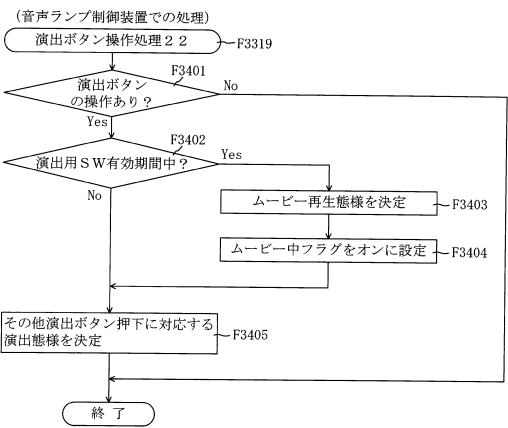 （音声ランプ制御装置での処理）
演出ボタン操作処理２２
F3319
F3401
演出ボタン
の操作あり？
No
Yes
F3402
演出用ＳＷ有効期間中？
Yes
No
ムービー再生態様を決定
F3403
ムービー中フラグをオンに設定
F3404
その他演出ボタン押下に対応する
演出態様を決定
F3405
終 了